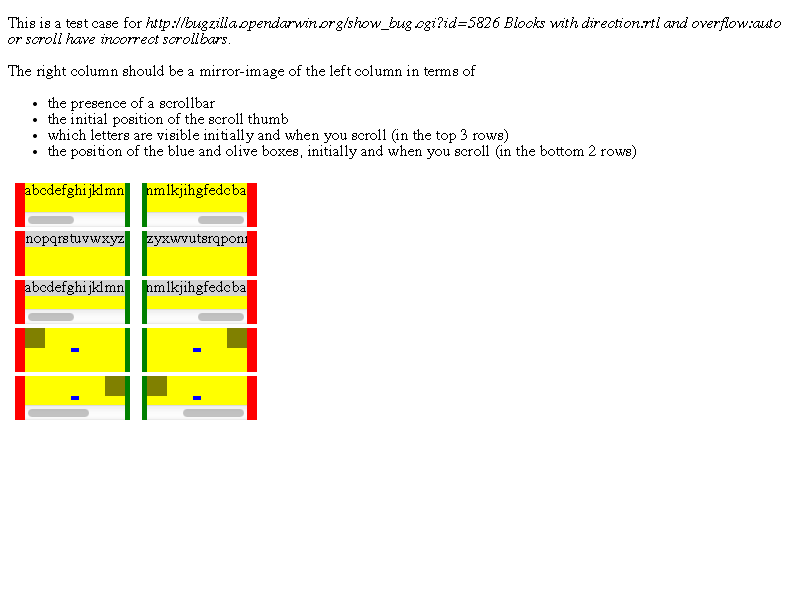 This is a test case for http://bugzilla.opendarwin.org/show_bug.cgi?id=5826 Blocks with direction:rtl and overflow:auto
or scroll have incorrect scrollbars.
The right column should be a mirror-image of the left column in terms of
• the presence of a scrollbar
• the initial position of the scroll thumb
• which letters are visible initially and when you scroll (in the top 3 rows)
• the position of the blue and olive boxes, initially and when you scroll (in the bottom 2 rows)
abcdefghijklmn nmlkjihgfedcba
nopqrstuvwxyz zyxwvutsrqpon
abcdefghijklmn nmlkjihgfedcba